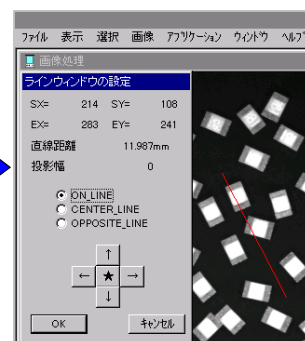 ファイル 表示 選択 画像 アプリケーション ウィンドウ ヘルプ
画像処理
ラインウィンドウの設定
SX= 214 SY= 108
EX= 283 EY= 241
直線距離 11.987mm
投影幅 0
ON_LINE
CENTER_LINE
OPPOSITE_LINE
↑
← ★ →
↓
OK キャンセル